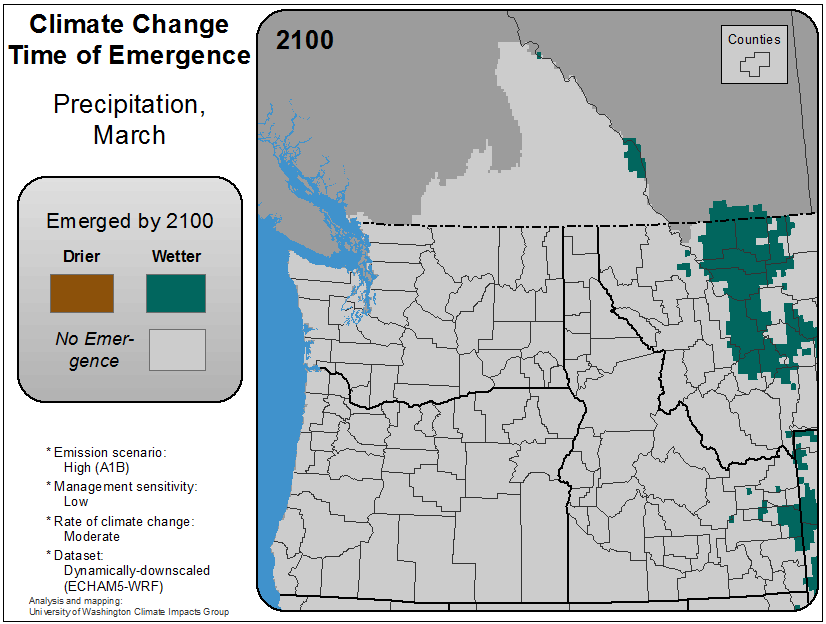 Climate Change
Time of Emergence
Precipitation,
March
Emerged by 2100
Drier
Wetter
No Emer-
gence
* Emission scenario:
High (A1B)
* Management sensitivity:
Low
* Rate of climate change:
Moderate
* Dataset:
Dynamically-downscaled
(ECHAM5-WRF)
Analysis and mapping:
University of Washington Climate Impacts Group
2100
Counties